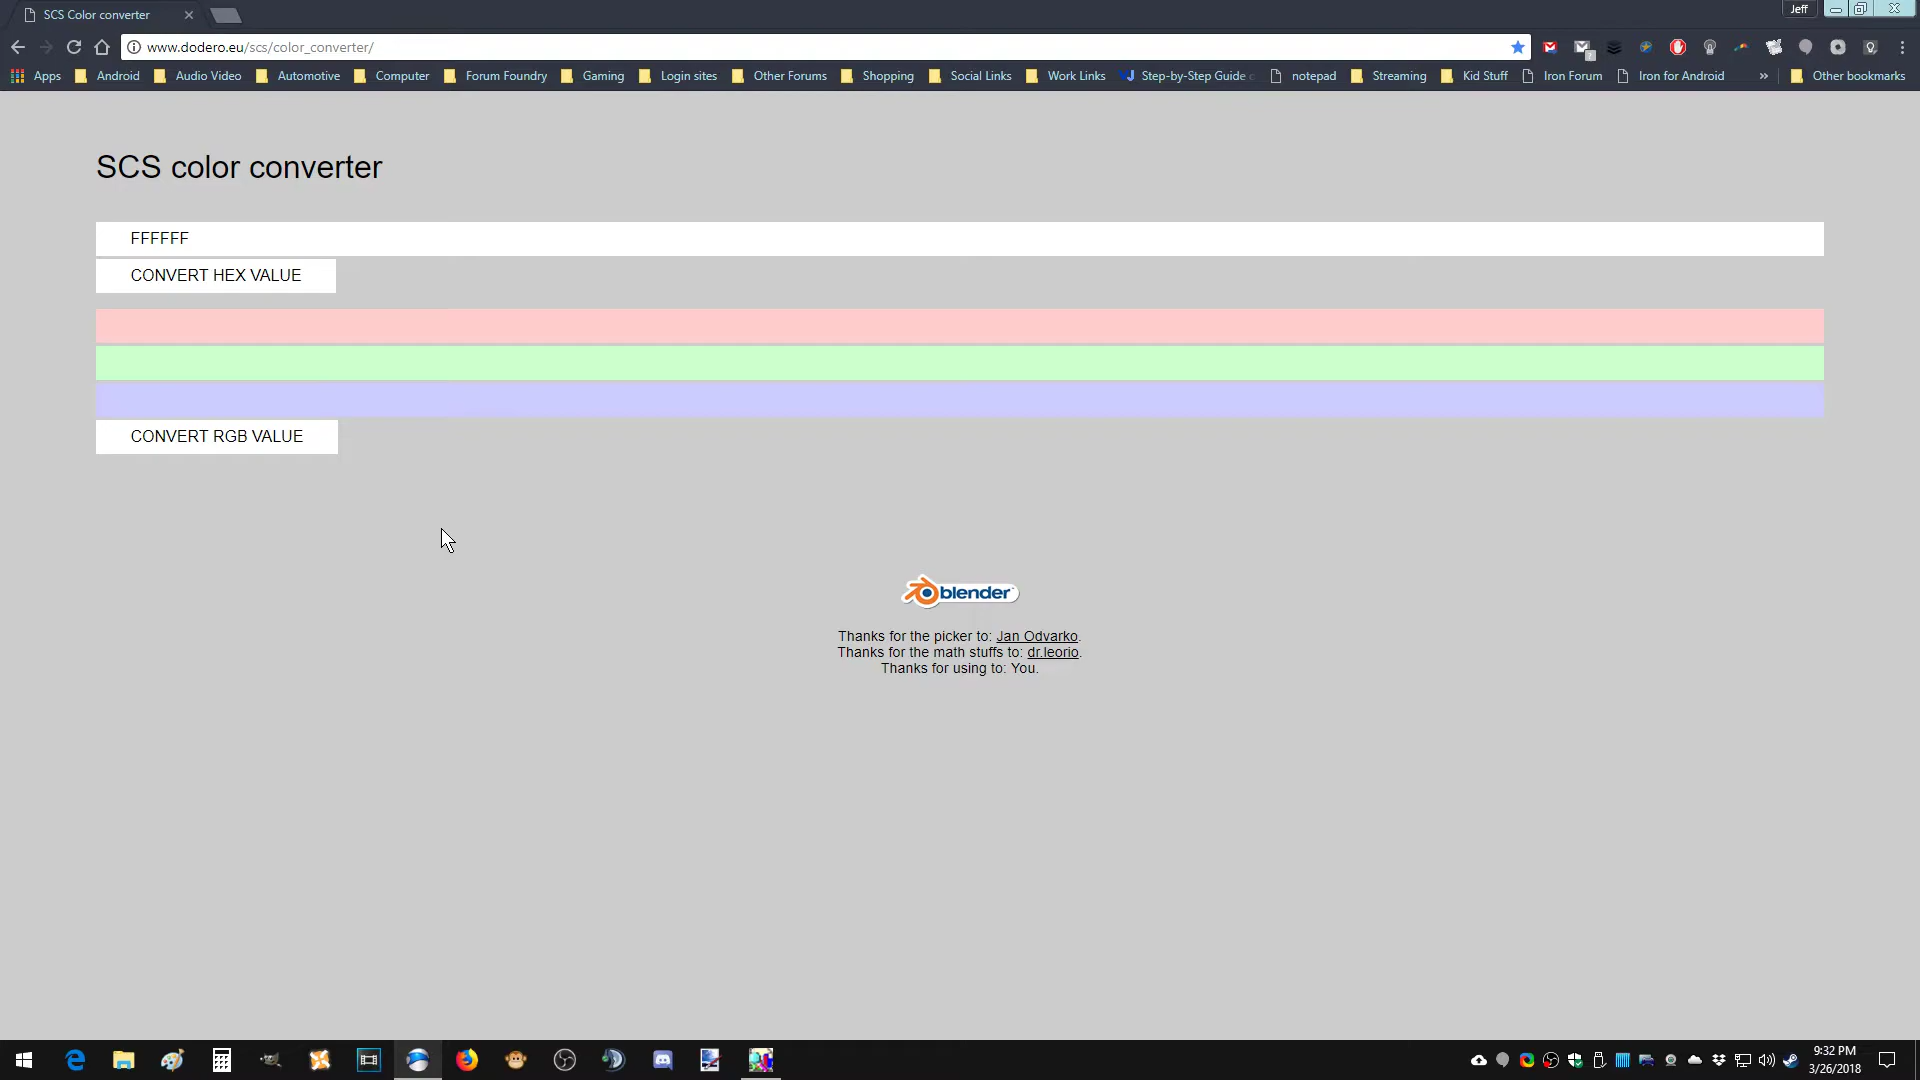 SCS Color converter
Jeff
www.dodero.eu/scs/color_converter/
Apps Android Audio Video Automotive Computer Forum Foundry Gaming Login sites Other Forums Shopping Social Links Work Links Step-by-Step Guide notepad Streaming Kid Stuff Iron Forum Iron for Android » Other bookmarks
SCS color converter
FFFFFF
CONVERT HEX VALUE
CONVERT RGB VALUE
blender
Thanks for the picker to: Jan Odvarko.
Thanks for the math stuffs to: dr.leorio.
Thanks for using to: You.
9:32 PM
3/26/2018